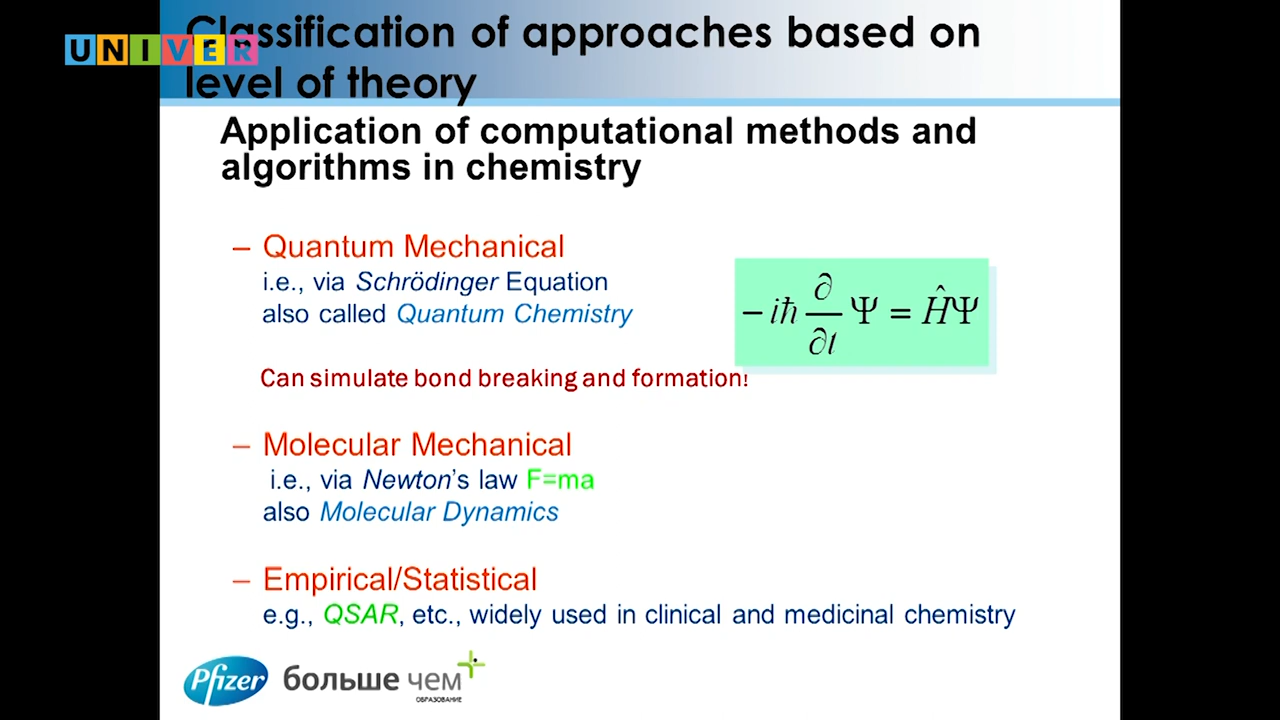 Classification of approaches based on
UNIVER
level of theory
Application of computational methods and
algorithms in chemistry
– Quantum Mechanical
i.e., via Schrödinger Equation
also called Quantum Chemistry
− iħ ∂/∂t Ψ = ĤΨ
Can simulate bond breaking and formation!
– Molecular Mechanical
i.e., via Newton's law F=ma
also Molecular Dynamics
– Empirical/Statistical
e.g., QSAR, etc., widely used in clinical and medicinal chemistry
Pfizer
больше чем
ОБРАЗОВАНИЕ